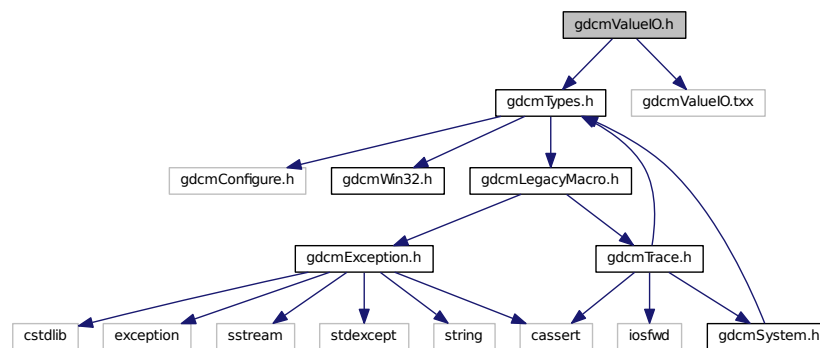 gdcmValueIO.h
gdcmTypes.h
gdcmValueIO.txx
gdcmConfigure.h
gdcmWin32.h
gdcmLegacyMacro.h
gdcmException.h
gdcmTrace.h
cstdlib
exception
sstream
stdexcept
string
cassert
iosfwd
gdcmSystem.h